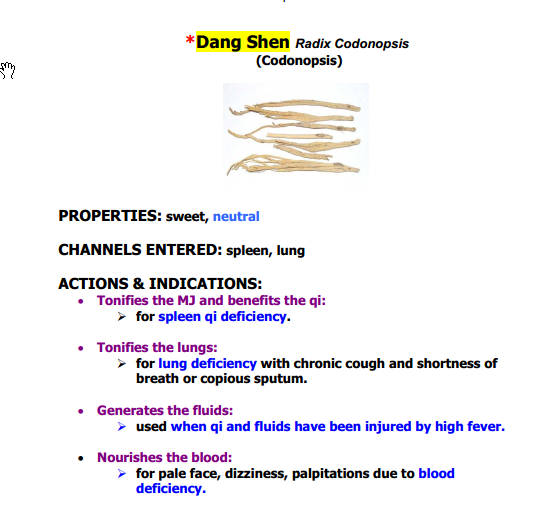 *Dang Shen Radix Codonopsis
(Codonopsis)
PROPERTIES: sweet, neutral
CHANNELS ENTERED: spleen, lung
ACTIONS & INDICATIONS:
• Tonifies the MJ and benefits the qi:
➢ for spleen qi deficiency.
• Tonifies the lungs:
➢ for lung deficiency with chronic cough and shortness of
breath or copious sputum.
• Generates the fluids:
➢ used when qi and fluids have been injured by high fever.
• Nourishes the blood:
➢ for pale face, dizziness, palpitations due to blood
deficiency.